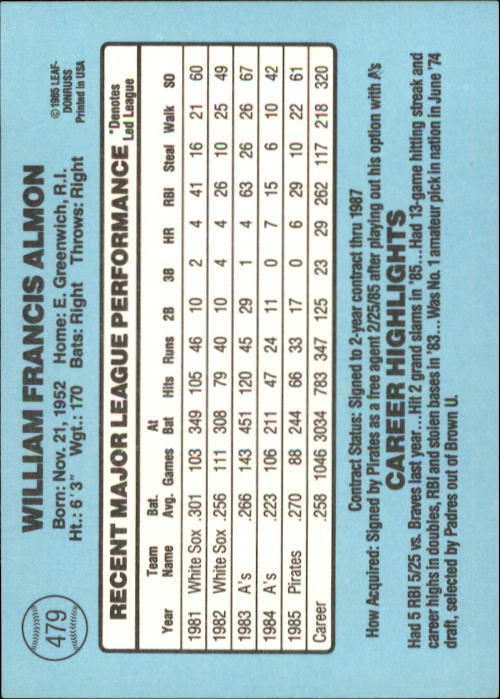 479
WILLIAM FRANCIS ALMON
©1985 LEAF-
DONRUSS
Printed in USA
Born: Nov. 21, 1952 Home: E. Greenwich, R.I.
Ht.: 6'3" Wgt.: 170 Bats: Right Throws: Right
RECENT MAJOR LEAGUE PERFORMANCE
*Denotes
Led League
Year Team Name Bat. Avg. Games At Bat Hits Runs 2B 3B HR RBI Steal Walk SO
1981 White Sox .301 103 349 105 46 10 2 4 41 16 21 60
1982 White Sox .256 111 308 79 40 10 4 4 26 10 25 49
1983 A's .266 143 451 120 45 29 1 4 63 26 26 67
1984 A's .223 106 211 47 24 11 0 7 15 6 10 42
1985 Pirates .270 88 244 66 33 17 0 6 29 10 22 61
Career .258 1046 3034 783 347 125 23 29 262 117 218 320
Contract Status: Signed to 2-year contract thru 1987
How Acquired: Signed by Pirates as a free agent 2/25/85 after playing out his option with A's
CAREER HIGHLIGHTS
Had 5 RBI 5/25 vs. Braves last year...Hit 2 grand slams in '85...Had 13-game hitting streak and
career highs in doubles, RBI and stolen bases in '83...Was No. 1 amateur pick in nation in June '74
draft, selected by Padres out of Brown U.